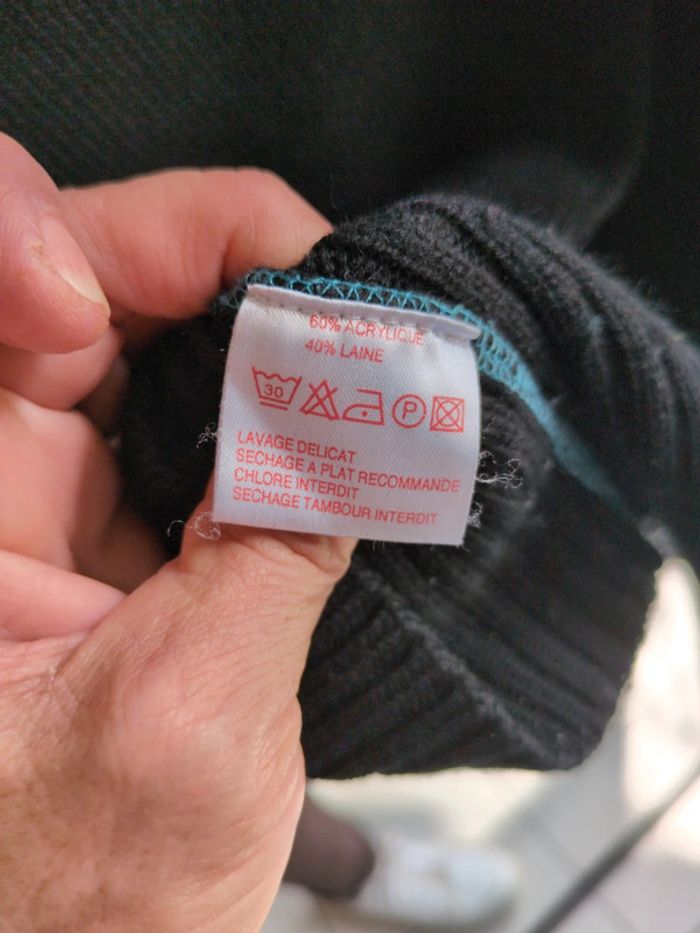 60% ACRYLIQUE
40% LAINE
30 P
LAVAGE DELICAT
SECHAGE A PLAT RECOMMANDE
CHLORE INTERDIT
SECHAGE TAMBOUR INTERDIT